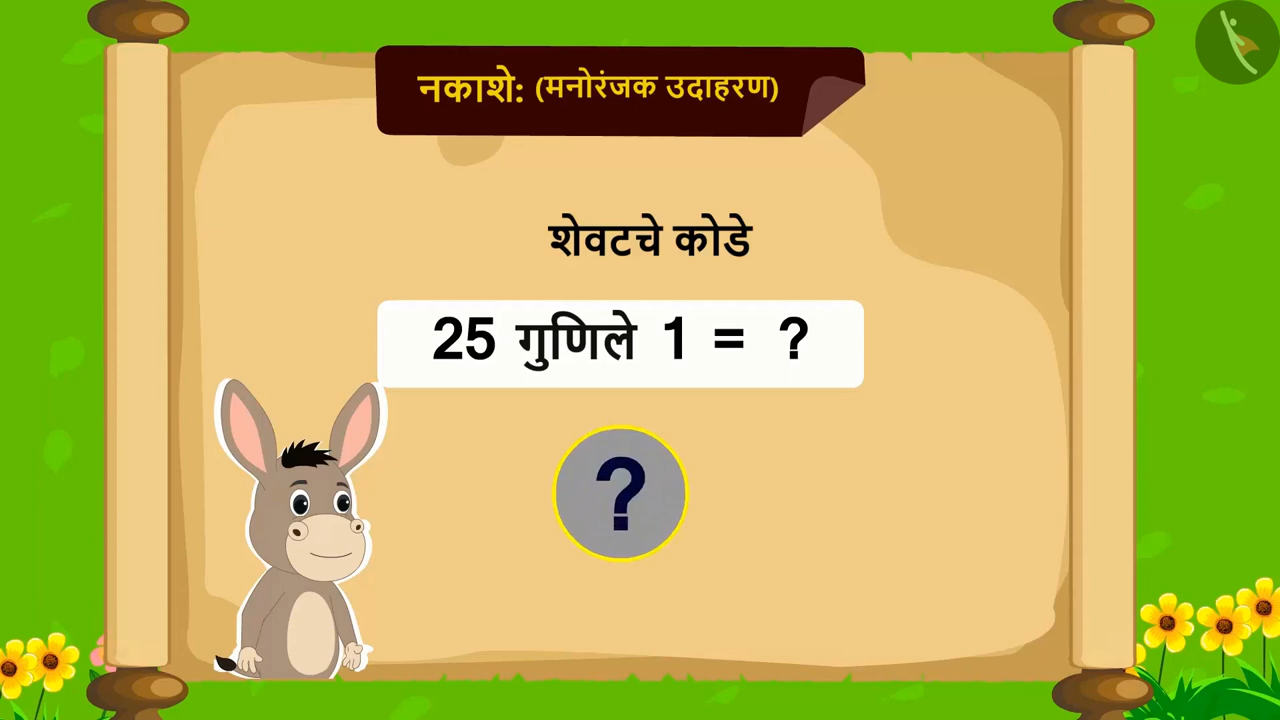 नकाशे: (मनोरंजक उदाहरण)
शेवटचे कोडे
25 गुणिले 1 = ?
?